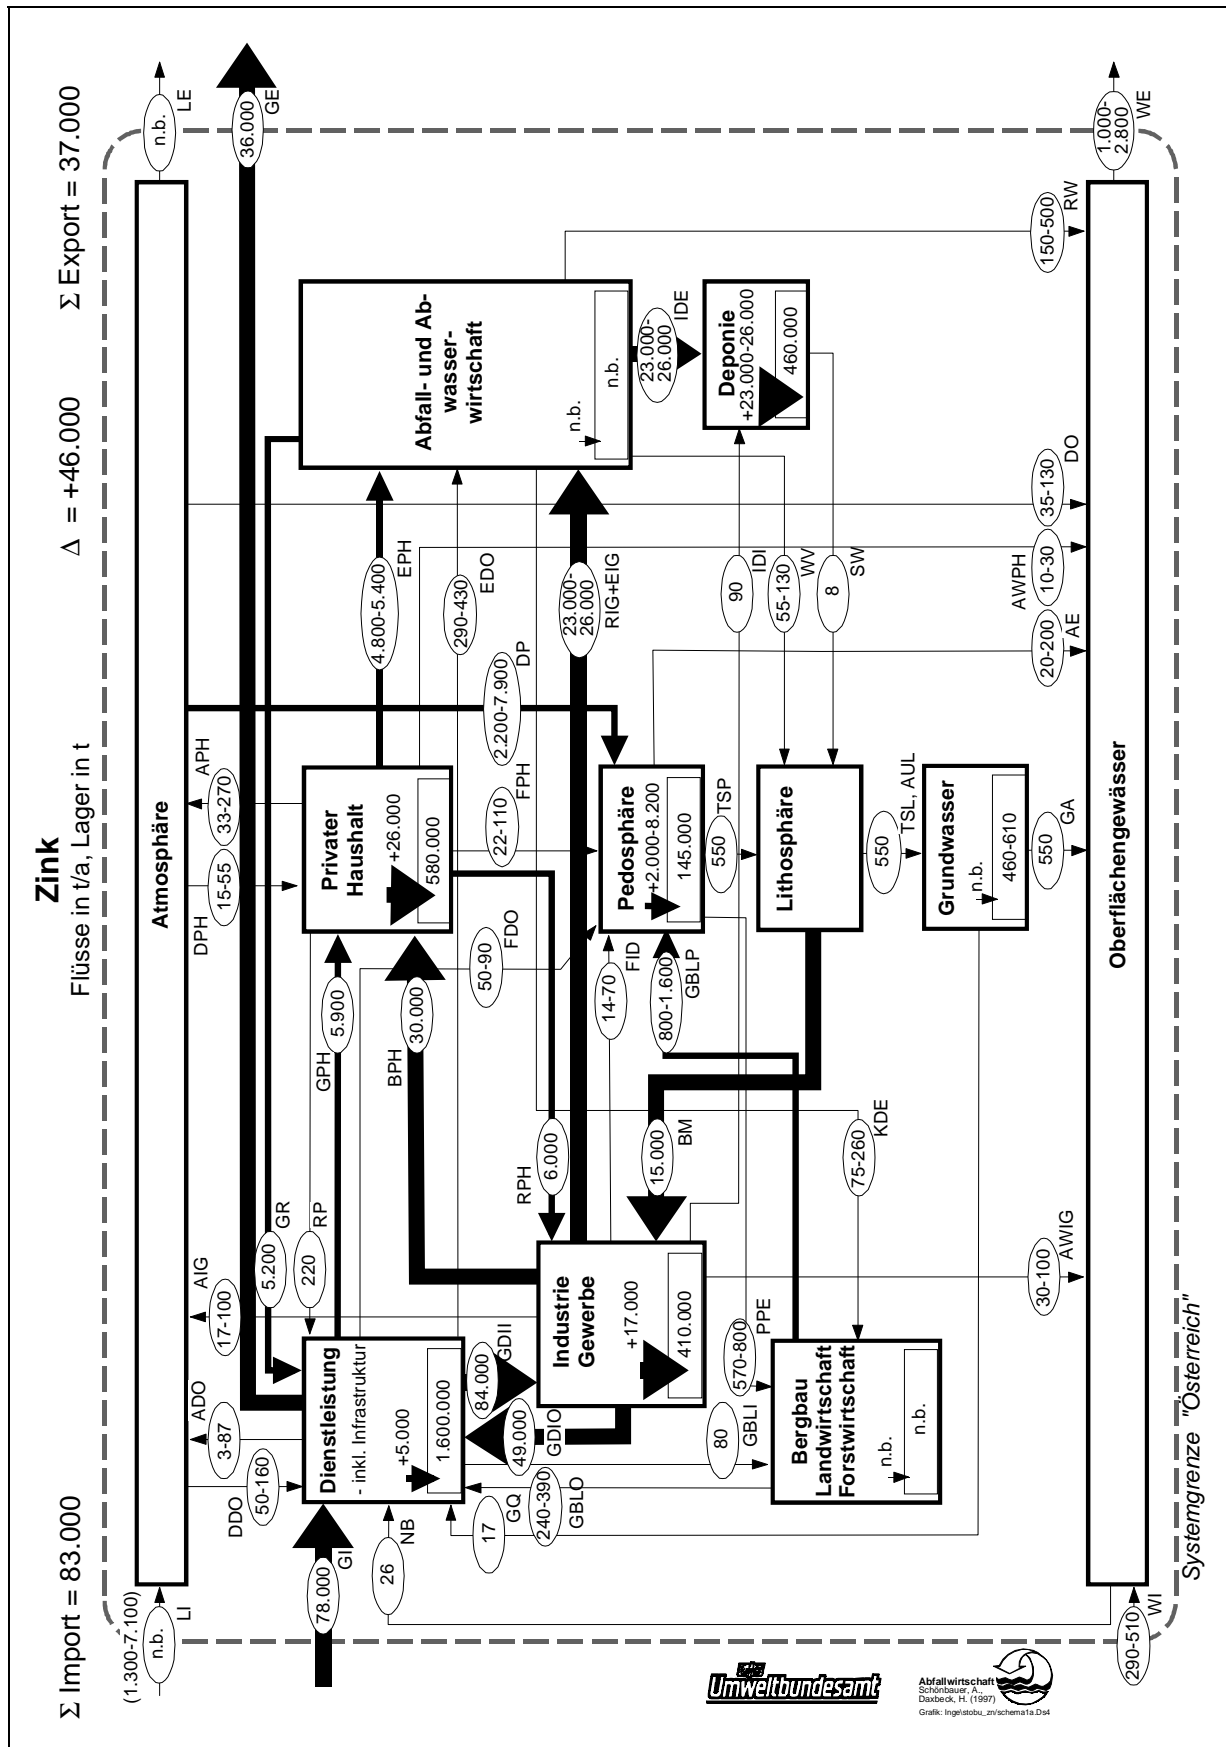 Zink
Flüsse in t/a, Lager in t
Σ Import = 83.000
Δ = +46.000
Σ Export = 37.000
(1.300-7.100)
n.b.
LI
Atmosphäre
n.b.
LE
78.000
GI
36.000
GE
DDO
50-160
3-87
ADO
17-100
AIG
DPH
15-55
33-270
APH
5.200
GR
220
RP
GPH
5.900
BPH
30.000
4.800-5.400
EPH
290-430
EDO
Dienstleistung
- inkl. Infrastruktur
+5.000
1.600.000
Privater
Haushalt
+26.000
580.000
Abfall- und Ab-
wasser-
wirtschaft
n.b.
n.b.
26
NB
17
GQ
240-390
GBLO
84.000
GDII
49.000
GDIO
80
GBLI
RPH
6.000
50-90
FDO
22-110
FPH
2.200-7.900
DP
23.000-
26.000
RIG+EIG
23.000-
26.000
IDE
Industrie
Gewerbe
+17.000
410.000
14-70
FID
800-1.600
GBLP
Pedosphäre
+2.000-8.200
145.000
550
TSP
Deponie
+23.000-26.000
460.000
15.000
BM
570-800
PPE
90
IDI
55-130
WV
8
SW
Bergbau
Landwirtschaft
Forstwirtschaft
n.b.
n.b.
75-260
KDE
Lithosphäre
550
TSL, AUL
Grundwasser
n.b.
460-610
550
GA
30-100
AWIG
20-200
AE
AWPH
10-30
35-130
DO
150-500
RW
290-510
WI
Oberflächengewässer
1.000-
2.800
WE
Systemgrenze "Österreich"
Umweltbundesamt
Abfallwirtschaft
Schönbauer, A.,
Daxbeck, H. (1997)
Grafik: Inge\stobu_zn/schema1a.Ds4